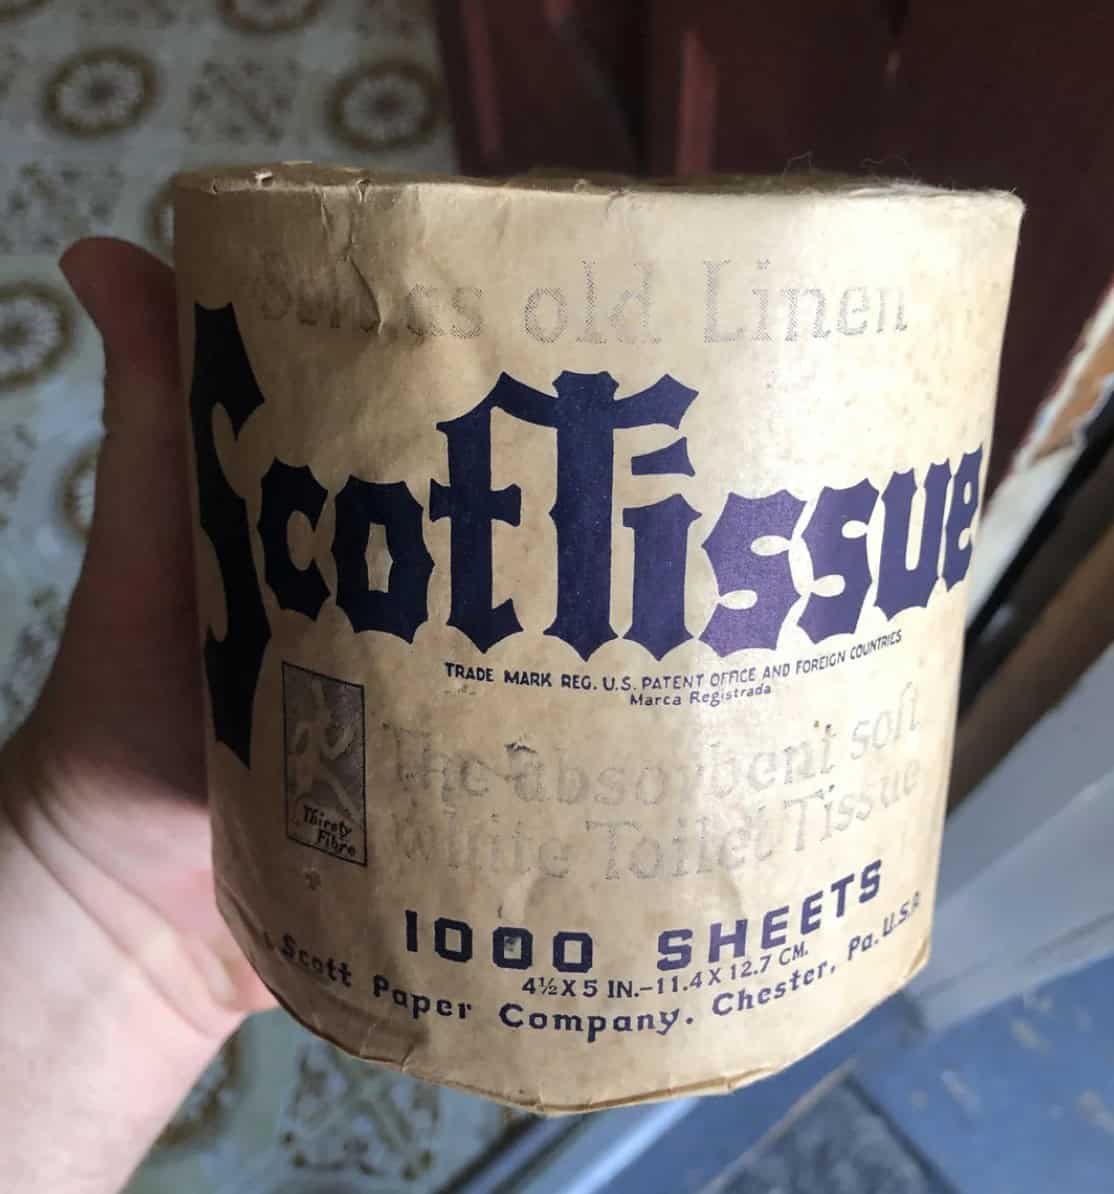 old Linen
ScotTissue
TRADE MARK REG. U.S. PATENT OFFICE AND FOREIGN COUNTRIES
Marca Registrada
The absorbent soft
white Toilet Tissue
Thirsty
Fibre
1000 SHEETS
4½ X 5 IN.-11.4 X 12.7 CM.
Scott Paper Company. Chester, Pa. U.S.A